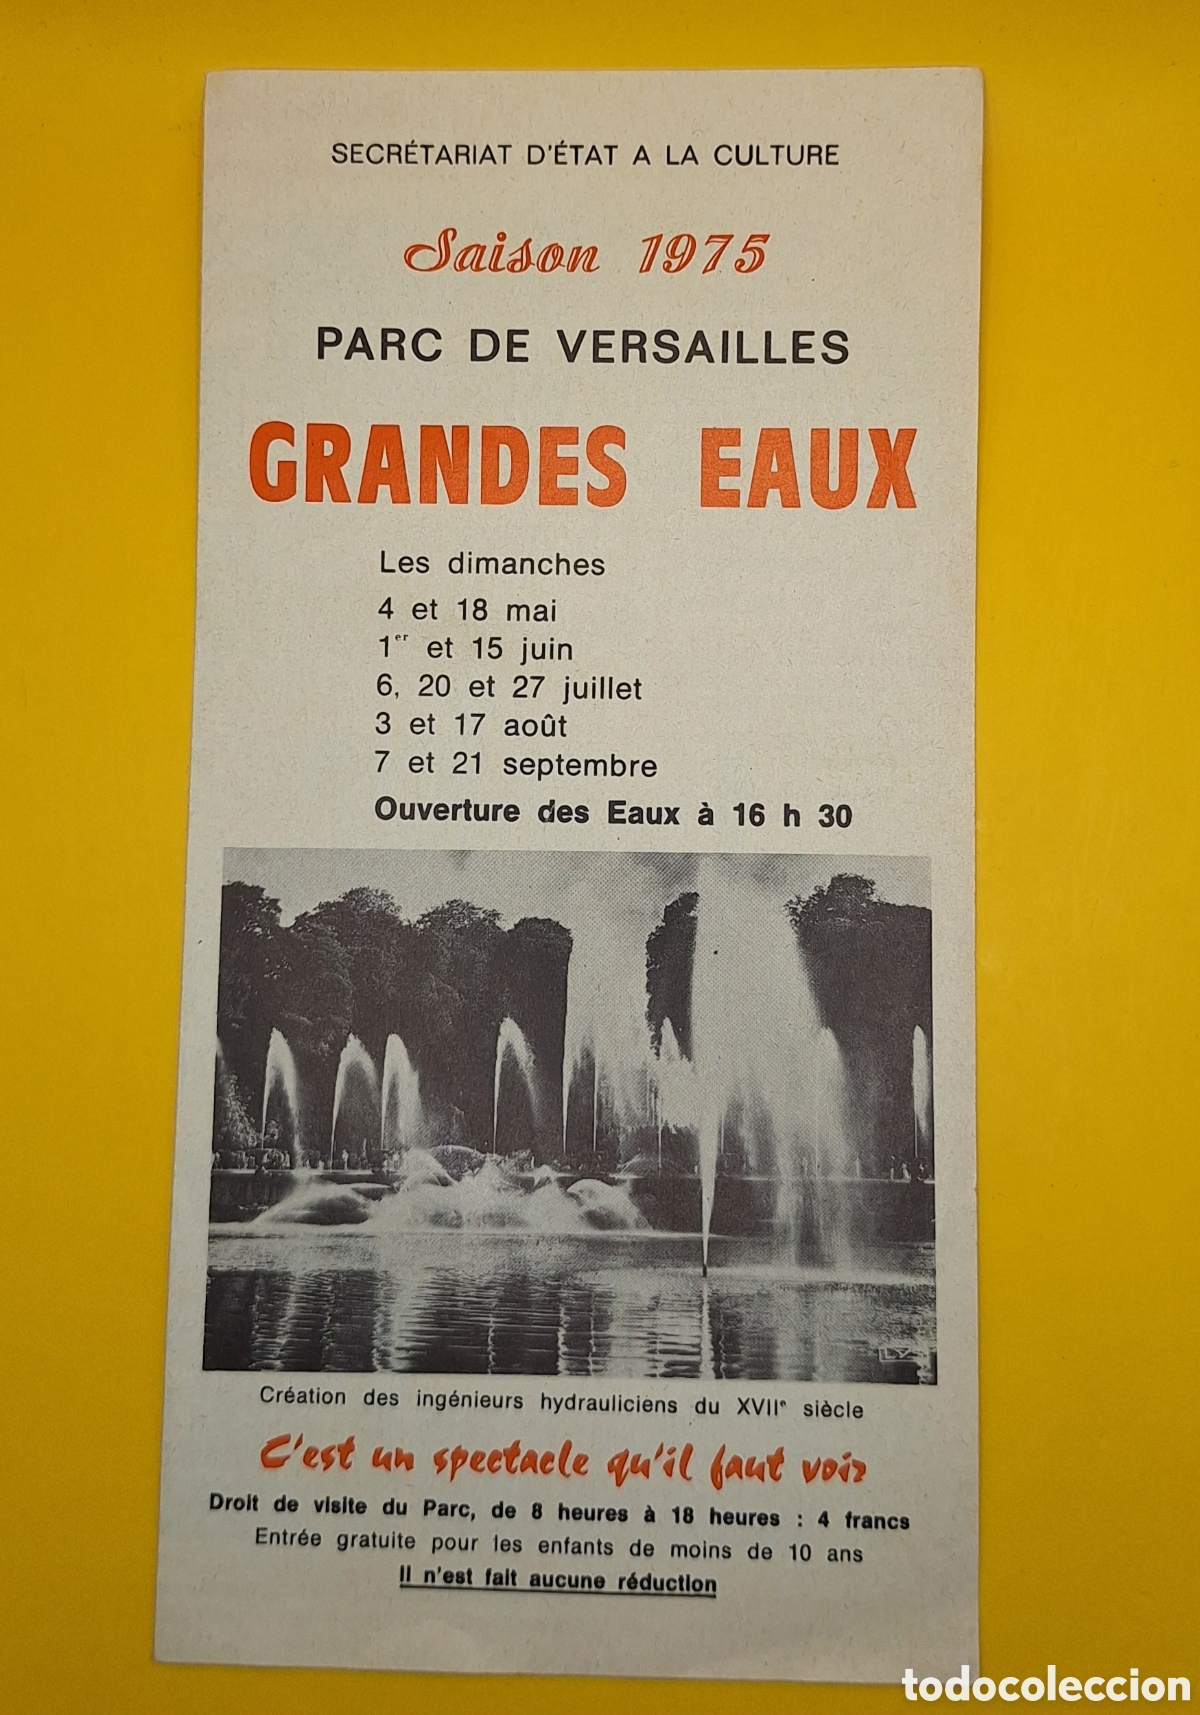 SECRÉTARIAT D'ÉTAT A LA CULTURE
Saison 1975
PARC DE VERSAILLES
GRANDES EAUX
Les dimanches
4 et 18 mai
1er et 15 juin
6, 20 et 27 juillet
3 et 17 août
7 et 21 septembre
Ouverture des Eaux à 16 h 30
LYS
Création des ingénieurs hydrauliciens du XVIIe siècle
C'est un spectacle qu'il faut voir
Droit de visite du Parc, de 8 heures à 18 heures : 4 francs
Entrée gratuite pour les enfants de moins de 10 ans
Il n'est fait aucune réduction
todocoleccion